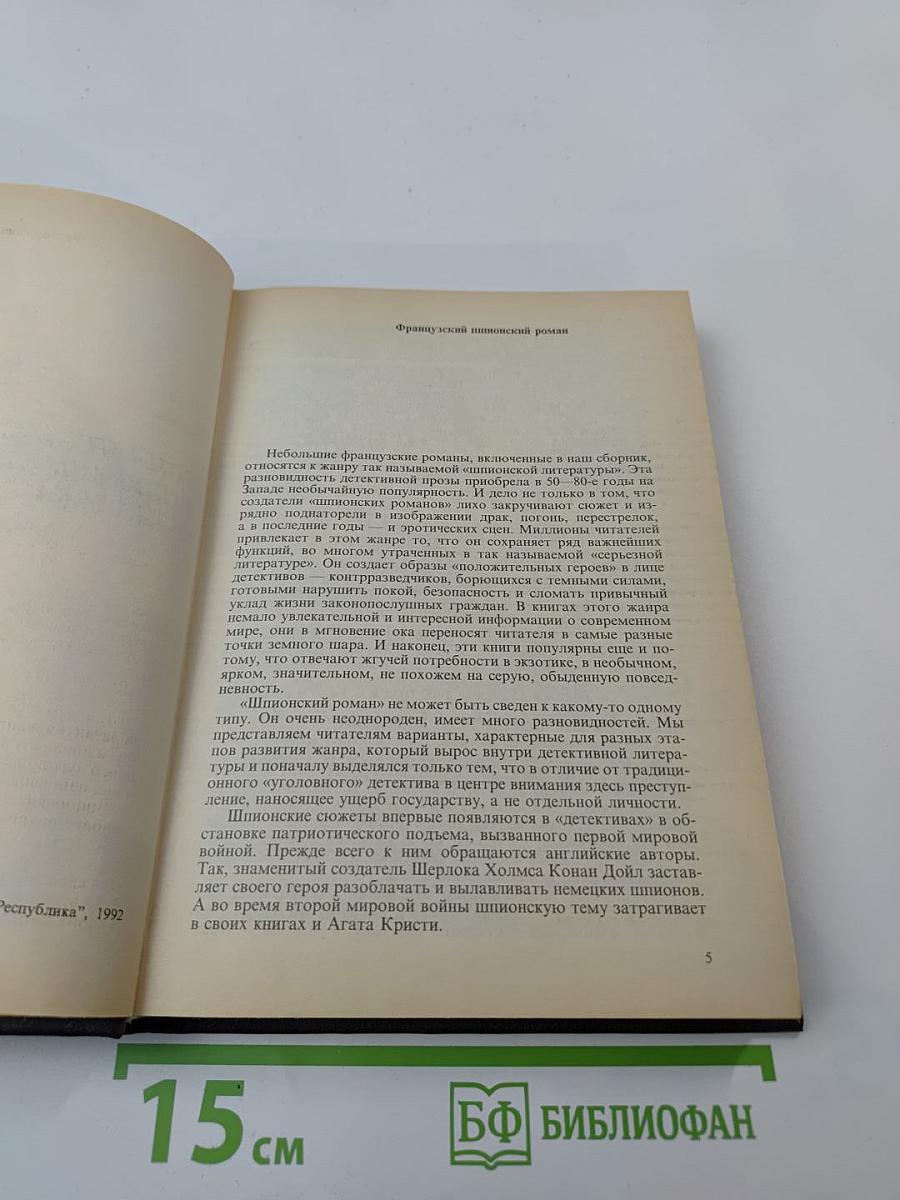 Французский шпионский роман
Небольшие французские романы, включенные в наш сборник,
относятся к жанру так называемой «шпионской литературы». Эта
разновидность детективной прозы приобрела в 50—80-е годы на
Западе необычайную популярность. И дело не только в том, что
создатели «шпионских романов» лихо закручивают сюжет и из-
рядно поднаторели в изображении драк, погонь, перестрелок,
а в последние годы — и эротических сцен. Миллионы читателей
привлекает в этом жанре то, что он сохраняет ряд важнейших
функций, во многом утраченных в так называемой «серьезной
литературе». Он создает образы «положительных героев» в лице
детективов — контрразведчиков, борющихся с темными силами,
готовыми нарушить покой, безопасность и сломать привычный
уклад жизни законопослушных граждан. В книгах этого жанра
немало увлекательной и интересной информации о современном
мире, они в мгновение ока переносят читателя в самые разные
точки земного шара. И наконец, эти книги популярны еще и по-
тому, что отвечают жгучей потребности в экзотике, в необычном,
ярком, значительном, не похожем на серую, обыденную повсед-
невность.
«Шпионский роман» не может быть сведен к какому-то одному
типу. Он очень неоднороден, имеет много разновидностей. Мы
представляем читателям варианты, характерные для разных эта-
пов развития жанра, который вырос внутри детективной литера-
туры и поначалу выделялся только тем, что в отличие от традици-
онного «уголовного» детектива в центре внимания здесь преступ-
ление, наносящее ущерб государству, а не отдельной личности.
Шпионские сюжеты впервые появляются в «детективах» в об-
становке патриотического подъема, вызванного первой мировой
войной. Прежде всего к ним обращаются английские авторы.
Так, знаменитый создатель Шерлока Холмса Конан Дойл застав-
ляет своего героя разоблачать и вылавливать немецких шпионов.
А во время второй мировой войны шпионскую тему затрагивает
в своих книгах и Агата Кристи.
5
Республика", 1992
15 см
БФ БИБЛИОФАН